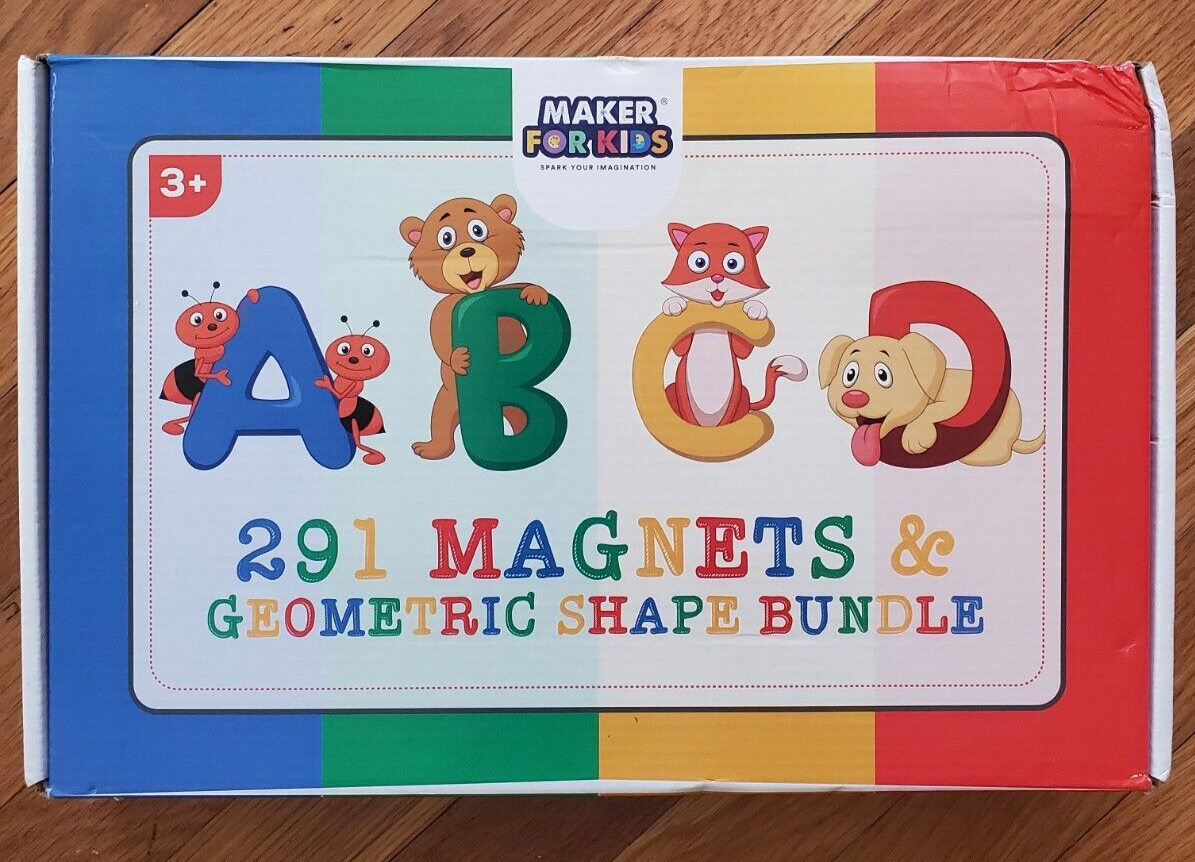 MAKER®
FOR KIDS
SPARK YOUR IMAGINATION
3+
A B C D
291 MAGNETS &
GEOMETRIC SHAPE BUNDLE